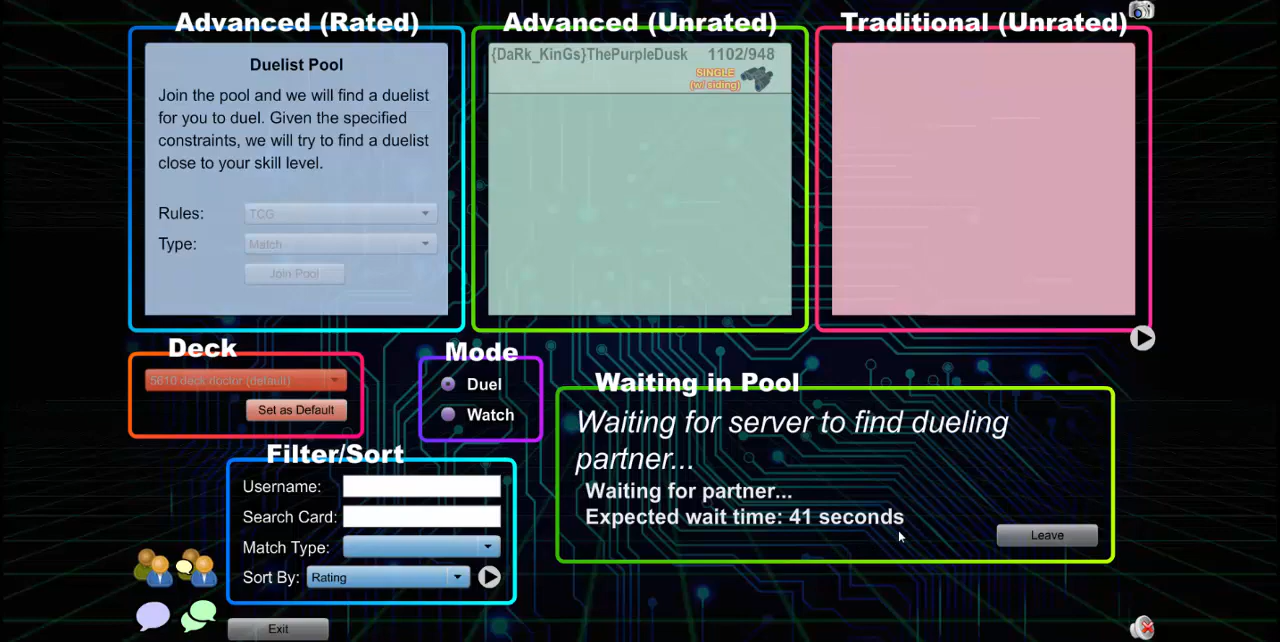 Advanced (Rated)
Duelist Pool
Join the pool and we will find a duelist
for you to duel. Given the specified
constraints, we will try to find a duelist
close to your skill level.
Rules: TCG
Type: Match
Join Pool
Advanced (Unrated)
{DaRk_KinGs}ThePurpleDusk 1102/948
SINGLE
(w/ siding)
Traditional (Unrated)
Deck
5610 deck doctor (default)
Set as Default
Mode
Duel
Watch
Waiting in Pool
Waiting for server to find dueling
partner...
Waiting for partner...
Expected wait time: 41 seconds
Leave
Filter/Sort
Username:
Search Card:
Match Type:
Sort By: Rating
Exit